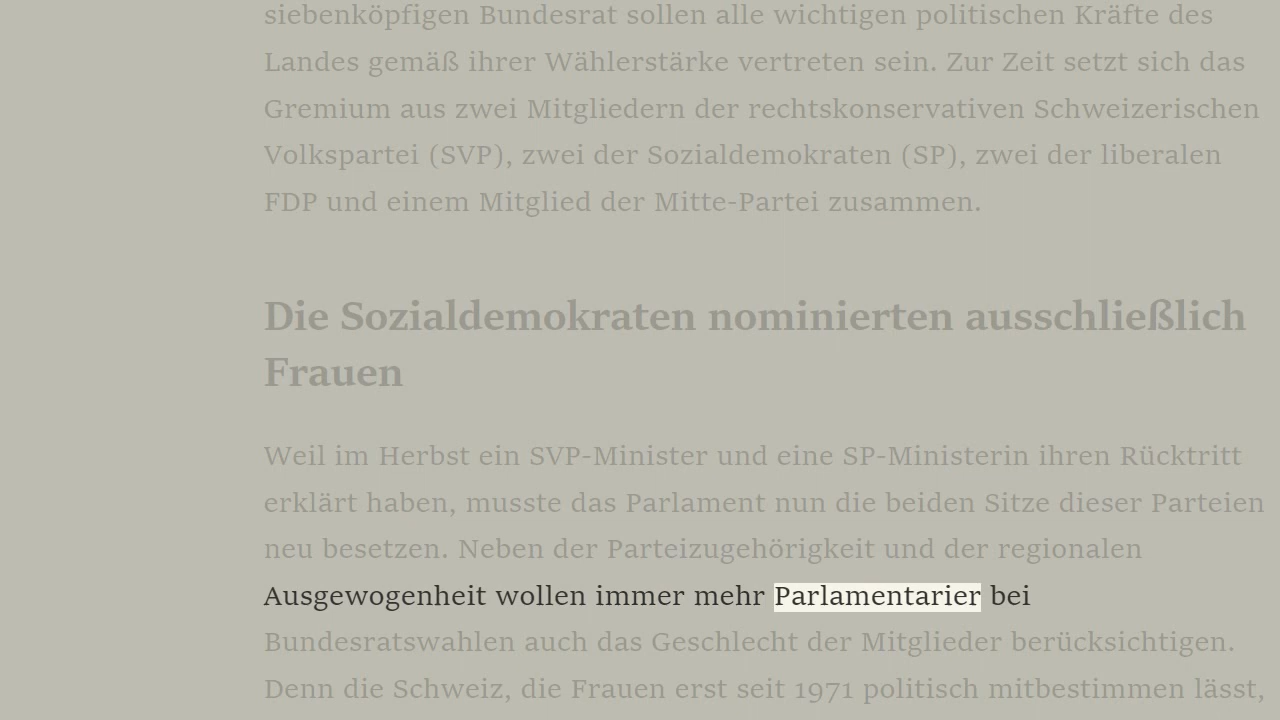 siebenköpfigen Bundesrat sollen alle wichtigen politischen Kräfte des
Landes gemäß ihrer Wählerstärke vertreten sein. Zur Zeit setzt sich das
Gremium aus zwei Mitgliedern der rechtskonservativen Schweizerischen
Volkspartei (SVP), zwei der Sozialdemokraten (SP), zwei der liberalen
FDP und einem Mitglied der Mitte-Partei zusammen.
Die Sozialdemokraten nominierten ausschließlich
Frauen
Weil im Herbst ein SVP-Minister und eine SP-Ministerin ihren Rücktritt
erklärt haben, musste das Parlament nun die beiden Sitze dieser Parteien
neu besetzen. Neben der Parteizugehörigkeit und der regionalen
Ausgewogenheit wollen immer mehr Parlamentarier bei
Bundesratswahlen auch das Geschlecht der Mitglieder berücksichtigen.
Denn die Schweiz, die Frauen erst seit 1971 politisch mitbestimmen lässt,